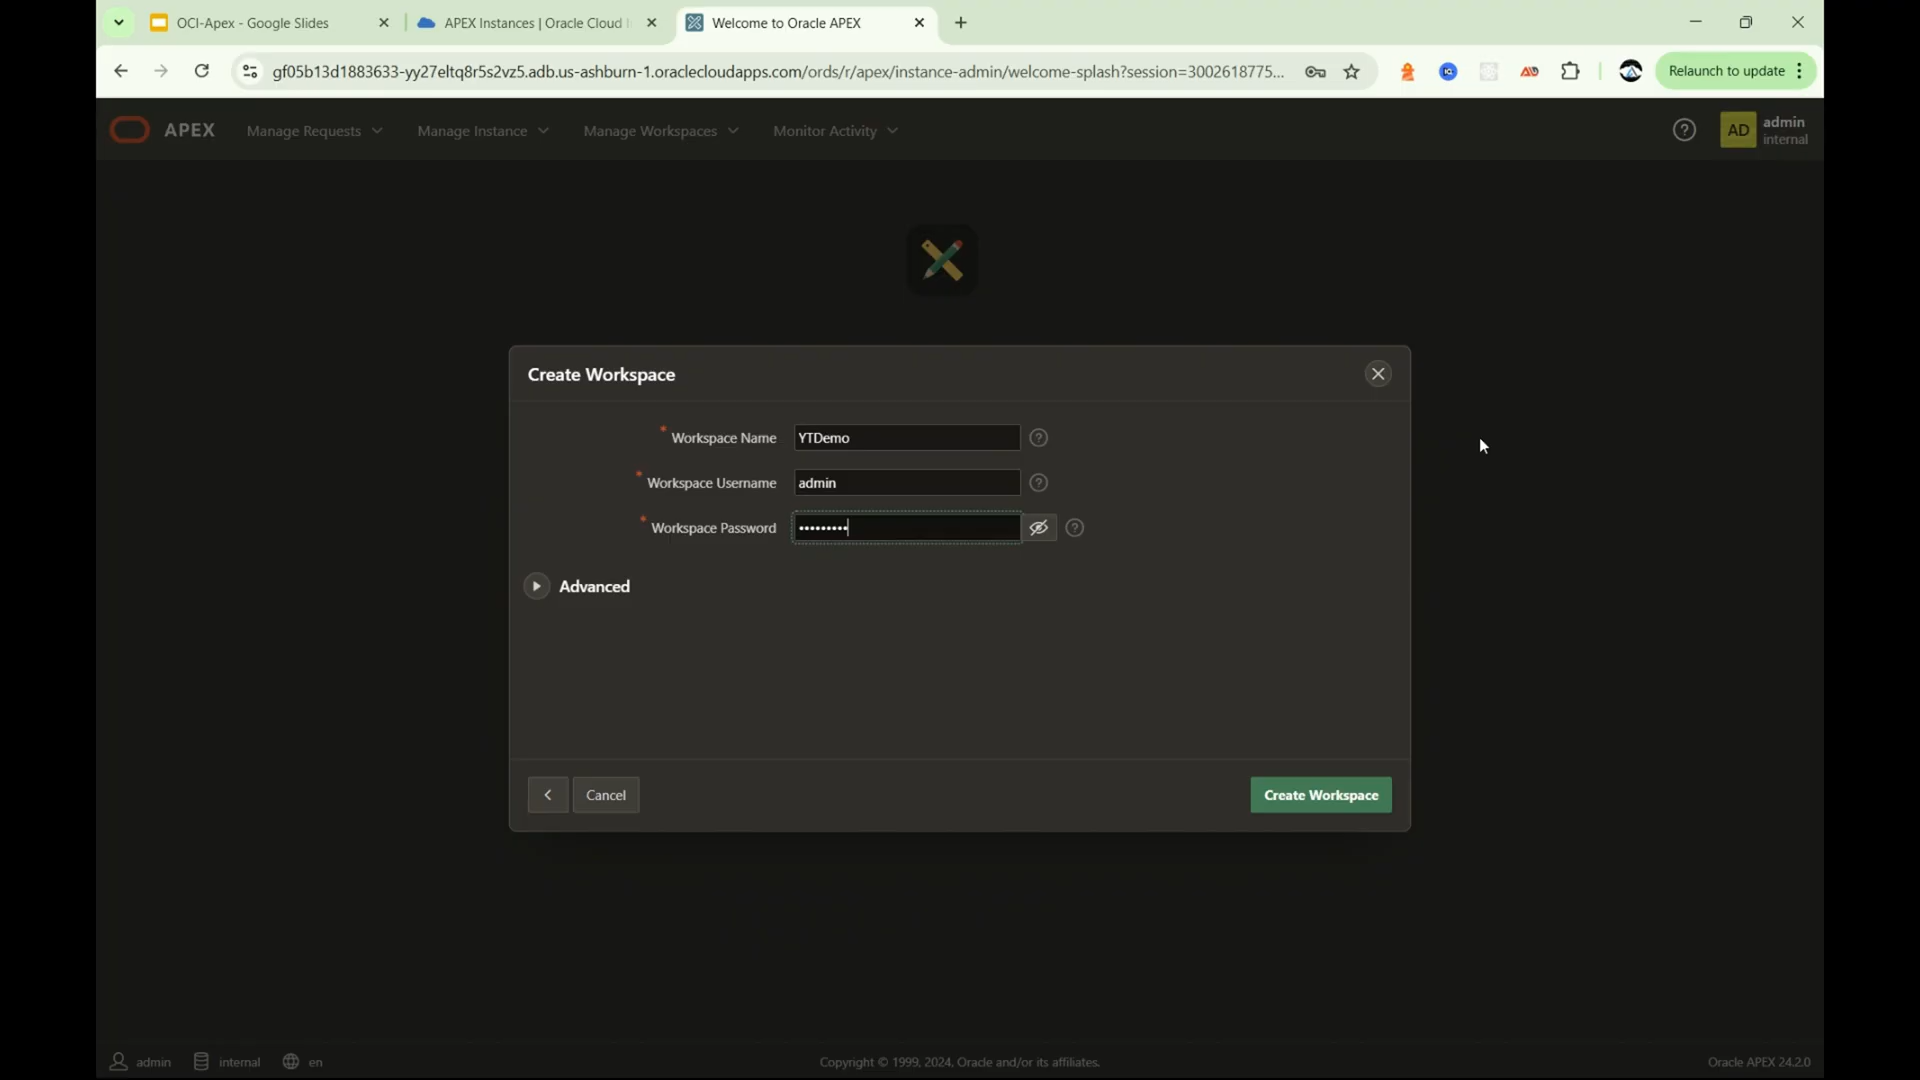 OCI-Apex - Google Slides
APEX Instances | Oracle Cloud
Welcome to Oracle APEX
gf05b13d1883633-yy27eltq8r5s2vz5.adb.us-ashburn-1.oraclecloudapps.com/ords/r/apex/instance-admin/welcome-splash?session=3002618775...
Relaunch to update
APEX
Manage Requests
Manage Instance
Manage Workspaces
Monitor Activity
AD
admin
internal
Create Workspace
* Workspace Name
YTDemo
* Workspace Username
admin
* Workspace Password
•••••••••
Advanced
Cancel
Create Workspace
admin
internal
en
Copyright © 1999, 2024, Oracle and/or its affiliates.
Oracle APEX 24.2.0